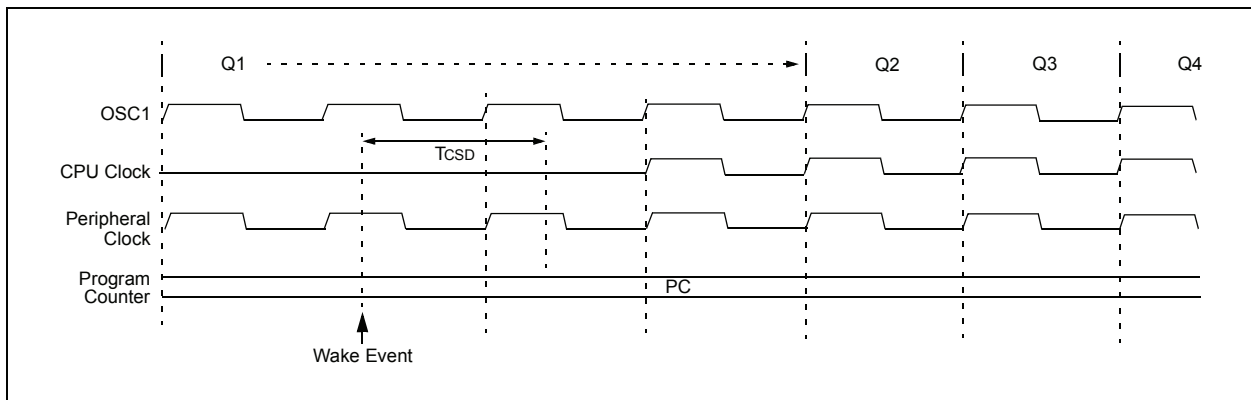 Q1 Q2 Q3 Q4
OSC1
TCSD
CPU Clock
Peripheral
Clock
Program
Counter
PC
Wake Event